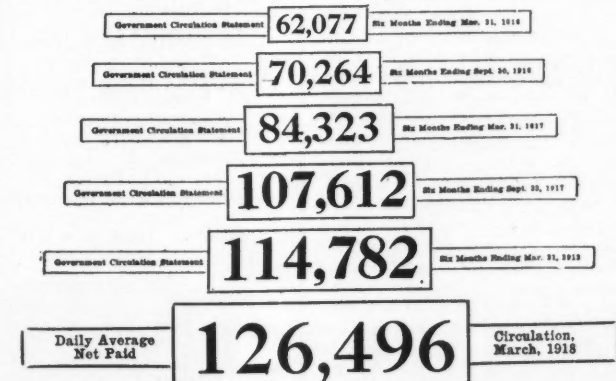 Government Circulation Statement 62,077 Six Months Ending Mar. 31, 1916
Government Circulation Statement 70,264 Six Months Ending Sept. 30, 1916
Government Circulation Statement 84,323 Six Months Ending Mar. 31, 1917
Government Circulation Statement 107,612 Six Months Ending Sept. 33, 1917
Government Circulation Statement 114,782 Six Months Ending Mar. 31, 1918
Daily Average
Net Paid
126,496
Circulation,
March, 1918